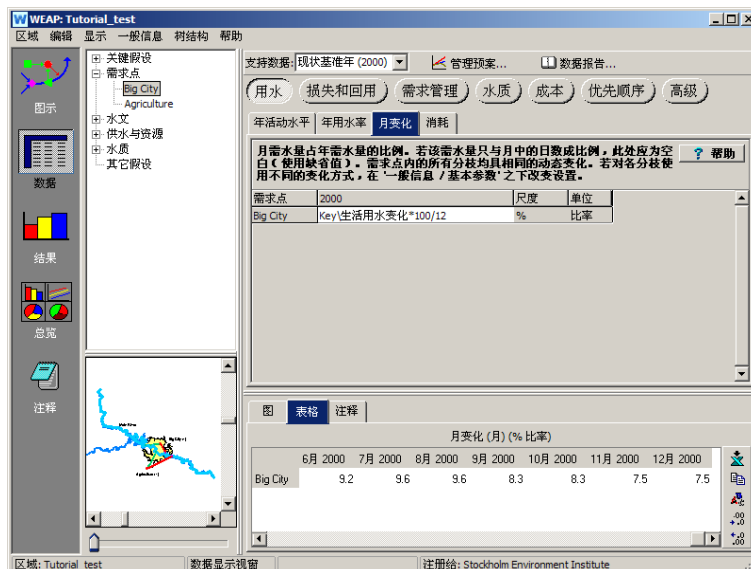 WEAP: Tutorial_test
区域 编辑 显示 一般信息 树结构 帮助
图示
数据
结果
总览
注释
关键假设
需求点
Big City
Agriculture
水文
供水与资源
水质
其它假设
支持数据: 现状基准年 (2000) 管理预案... 数据报告...
用水 损失和回用 需求管理 水质 成本 优先顺序 高级
年活动水平 年用水率 月变化 消耗
月需水量占年需水量的比例。若该需水量只与月中的日数成比例，此处应为空
白（使用缺省值）。需求点内的所有分枝均具相同的动态变化。若对各分枝使
用不同的变化方式，在 '一般信息 / 基本参数' 之下改变设置。
? 帮助
需求点 2000 尺度 单位
Big City Key\生活用水变化*100/12 % 比率
图 表格 注释
月变化 (月) (% 比率)
6月 2000 7月 2000 8月 2000 9月 2000 10月 2000 11月 2000 12月 2000
Big City 9.2 9.6 9.6 8.3 8.3 7.5 7.5
.00
.0
.0
.00
区域: Tutorial_test 数据显示视窗 注册给: Stockholm Environment Institute